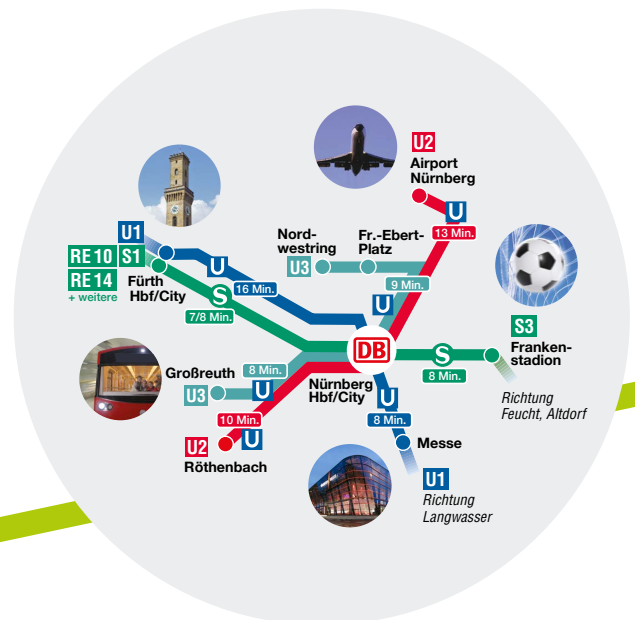 U2
Airport
Nürnberg
U
13 Min.
Nord-
westring
Fr.-Ebert-
Platz
U3
9 Min.
U
U1
RE 10 S1
RE 14
+ weitere
Fürth
Hbf/City
U
16 Min.
S
7/8 Min.
DB
Nürnberg
Hbf/City
S3
Franken-
stadion
S
8 Min.
Richtung
Feucht, Altdorf
Großreuth
8 Min.
U3
U
10 Min.
U
U2
Röthenbach
U
8 Min.
Messe
U1
Richtung
Langwasser